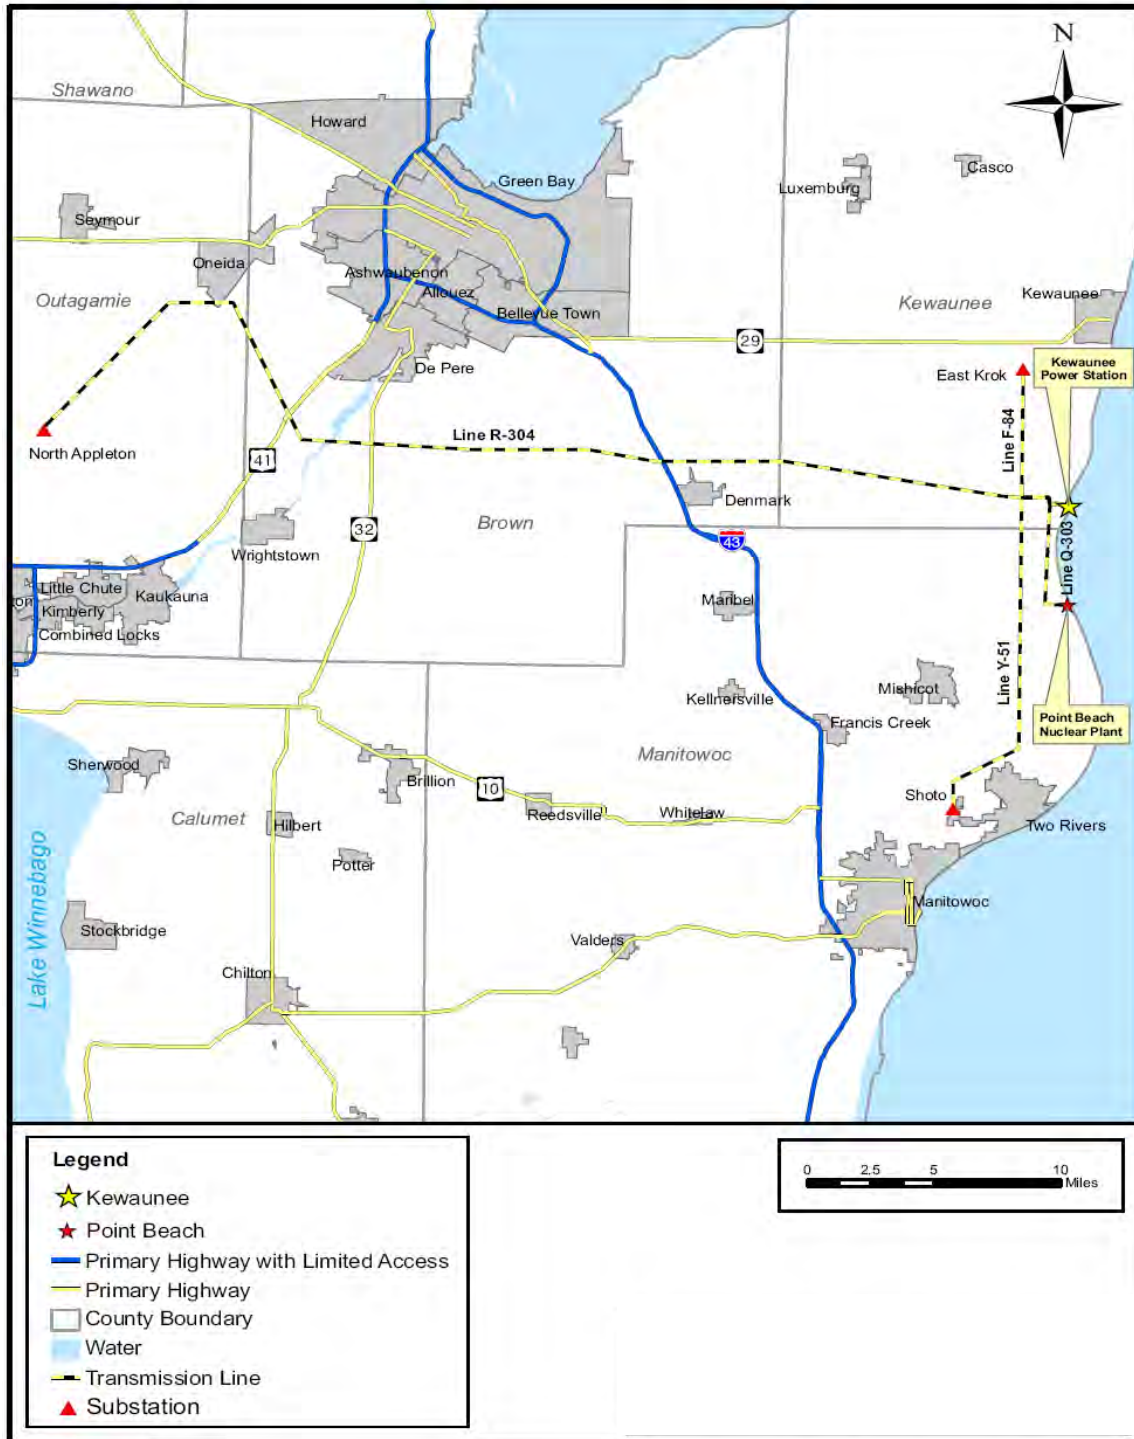 N
Shawano
Howard
Green Bay
Luxemburg
Casco
Seymour
Oneida
Ashwaubenon
Allouez
Outagamie
Kewaunee
Kewaunee
Bellevue Town
29
De Pere
East Krok
Kewaunee
Power Station
North Appleton
41
Line R-304
Line F-84
Denmark
32
Brown
Wrightstown
43
Line Q-303
Little Chute
Kaukauna
ton
Kimberly
Combined Locks
Maribel
Line Y-51
Kellnersville
Mishicot
Francis Creek
Point Beach
Nuclear Plant
Manitowoc
Sherwood
Brillion
10
Shoto
Calumet
Hilbert
Reedsville
Whitelaw
Two Rivers
Potter
Lake Winnebago
Stockbridge
Valders
Manitowoc
Chilton
Legend
Kewaunee
Point Beach
Primary Highway with Limited Access
Primary Highway
County Boundary
Water
Transmission Line
Substation
0 2.5 5 10
Miles